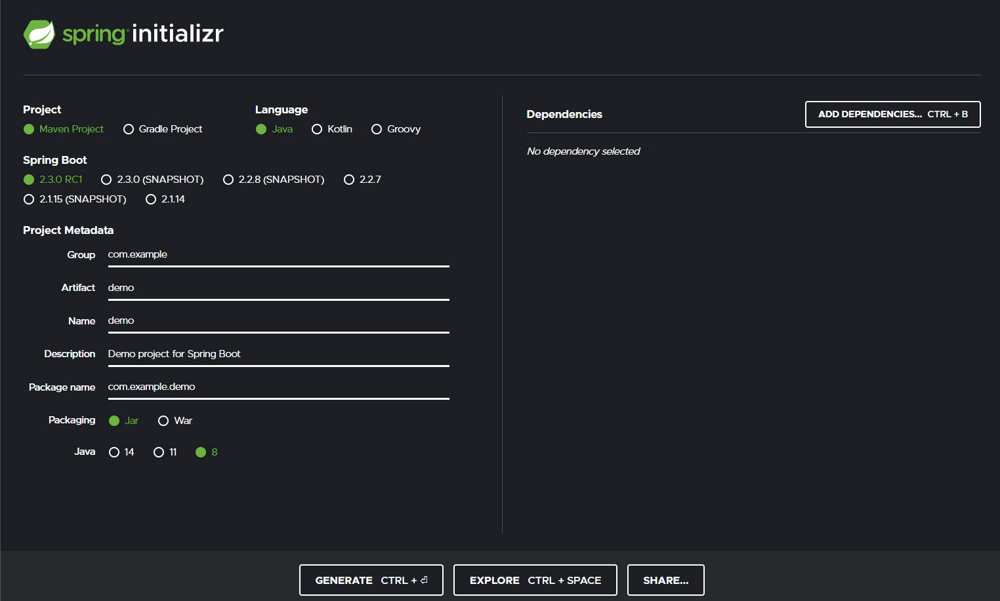 spring initializr
Project
Maven Project Gradle Project
Language
Java Kotlin Groovy
Spring Boot
2.3.0 RC1 2.3.0 (SNAPSHOT) 2.2.8 (SNAPSHOT) 2.2.7
2.1.15 (SNAPSHOT) 2.1.14
Project Metadata
Group com.example
Artifact demo
Name demo
Description Demo project for Spring Boot
Package name com.example.demo
Packaging Jar War
Java 14 11 8
Dependencies
ADD DEPENDENCIES... CTRL + B
No dependency selected
GENERATE CTRL + ⏎
EXPLORE CTRL + SPACE
SHARE...